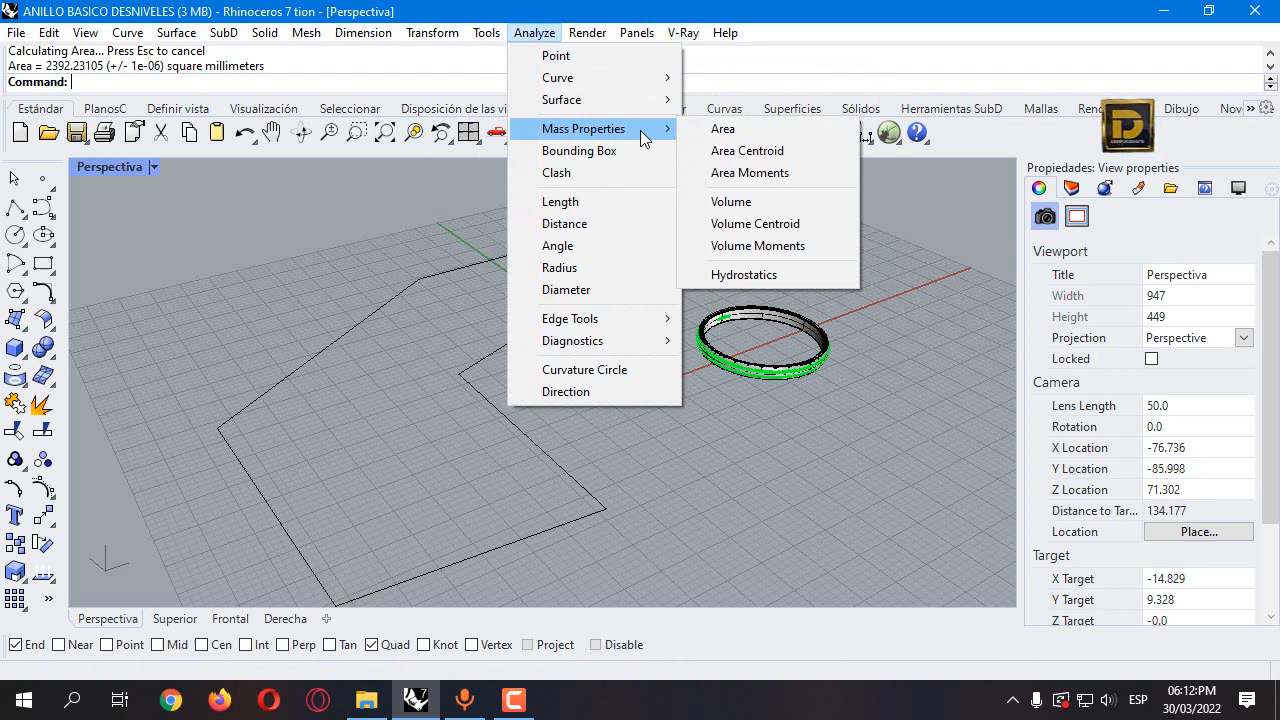 ANILLO BASICO DESNIVELES (3 MB) - Rhinoceros 7 tion - [Perspectiva]
File Edit View Curve Surface SubD Solid Mesh Dimension Transform Tools Analyze Render Panels V-Ray Help
Calculating Area... Press Esc to cancel
Area = 2392.23105 (+/- 1e-06) square millimeters
Command:
Estándar PlanosC Definir vista Visualización Seleccionar Curvas Superficies Sólidos Herramientas SubD Mallas Dibujo
Point
Curve
Surface
Mass Properties
Bounding Box
Clash
Length
Distance
Angle
Radius
Diameter
Edge Tools
Diagnostics
Curvature Circle
Direction
Area
Area Centroid
Area Moments
Volume
Volume Centroid
Volume Moments
Hydrostatics
Perspectiva
Propiedades: View properties
Viewport
Title Perspectiva
Width 947
Height 449
Projection Perspective
Locked
Camera
Lens Length 50.0
Rotation 0.0
X Location -76.736
Y Location -85.998
Z Location 71.302
Distance to Tar... 134.177
Location Place...
Target
X Target -14.829
Y Target 9.328
Z Target -0.0
Perspectiva Superior Frontal Derecha
End Near Point Mid Cen Int Perp Tan Quad Knot Vertex Project Disable
ESP
06:12:PM
30/03/2022